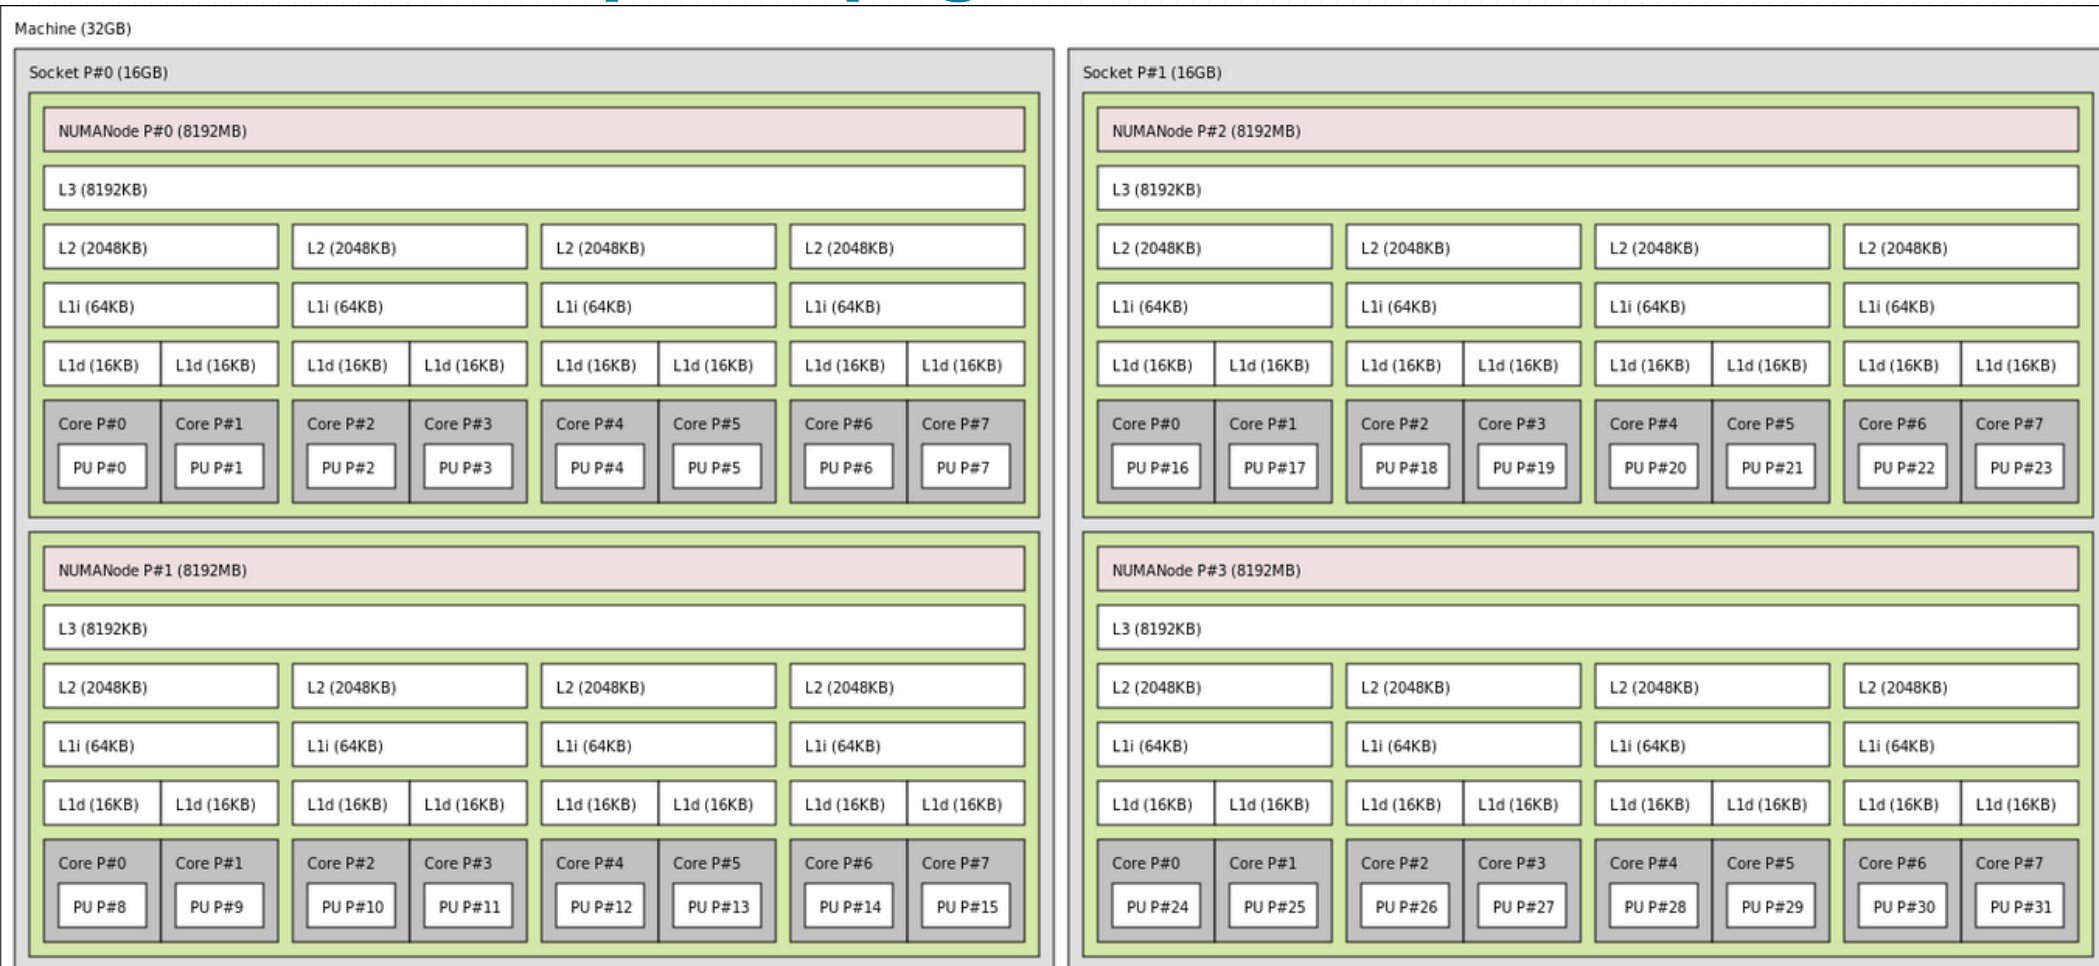 Machine (32GB)
Socket P#0 (16GB)
NUMANode P#0 (8192MB)
L3 (8192KB)
L2 (2048KB) L2 (2048KB) L2 (2048KB) L2 (2048KB)
L1i (64KB) L1i (64KB) L1i (64KB) L1i (64KB)
L1d (16KB) L1d (16KB) L1d (16KB) L1d (16KB) L1d (16KB) L1d (16KB) L1d (16KB) L1d (16KB)
Core P#0 Core P#1 Core P#2 Core P#3 Core P#4 Core P#5 Core P#6 Core P#7
PU P#0 PU P#1 PU P#2 PU P#3 PU P#4 PU P#5 PU P#6 PU P#7
NUMANode P#1 (8192MB)
L3 (8192KB)
L2 (2048KB) L2 (2048KB) L2 (2048KB) L2 (2048KB)
L1i (64KB) L1i (64KB) L1i (64KB) L1i (64KB)
L1d (16KB) L1d (16KB) L1d (16KB) L1d (16KB) L1d (16KB) L1d (16KB) L1d (16KB) L1d (16KB)
Core P#0 Core P#1 Core P#2 Core P#3 Core P#4 Core P#5 Core P#6 Core P#7
PU P#8 PU P#9 PU P#10 PU P#11 PU P#12 PU P#13 PU P#14 PU P#15
Socket P#1 (16GB)
NUMANode P#2 (8192MB)
L3 (8192KB)
L2 (2048KB) L2 (2048KB) L2 (2048KB) L2 (2048KB)
L1i (64KB) L1i (64KB) L1i (64KB) L1i (64KB)
L1d (16KB) L1d (16KB) L1d (16KB) L1d (16KB) L1d (16KB) L1d (16KB) L1d (16KB) L1d (16KB)
Core P#0 Core P#1 Core P#2 Core P#3 Core P#4 Core P#5 Core P#6 Core P#7
PU P#16 PU P#17 PU P#18 PU P#19 PU P#20 PU P#21 PU P#22 PU P#23
NUMANode P#3 (8192MB)
L3 (8192KB)
L2 (2048KB) L2 (2048KB) L2 (2048KB) L2 (2048KB)
L1i (64KB) L1i (64KB) L1i (64KB) L1i (64KB)
L1d (16KB) L1d (16KB) L1d (16KB) L1d (16KB) L1d (16KB) L1d (16KB) L1d (16KB) L1d (16KB)
Core P#0 Core P#1 Core P#2 Core P#3 Core P#4 Core P#5 Core P#6 Core P#7
PU P#24 PU P#25 PU P#26 PU P#27 PU P#28 PU P#29 PU P#30 PU P#31